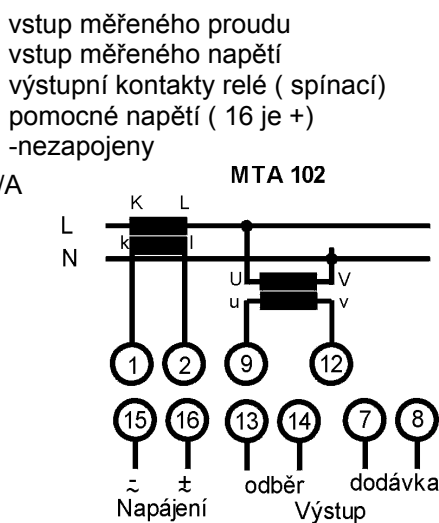 vstup měřeného proudu
vstup měřeného napětí
výstupní kontakty relé ( spínací)
pomocné napětí ( 16 je +)
-nezapojeny
/A
MTA 102
K L
L
k l
N
U V
u v
1 2 9 12
15 16 13 14 7 8
~ ±
odběr dodávka
Napájení Výstup